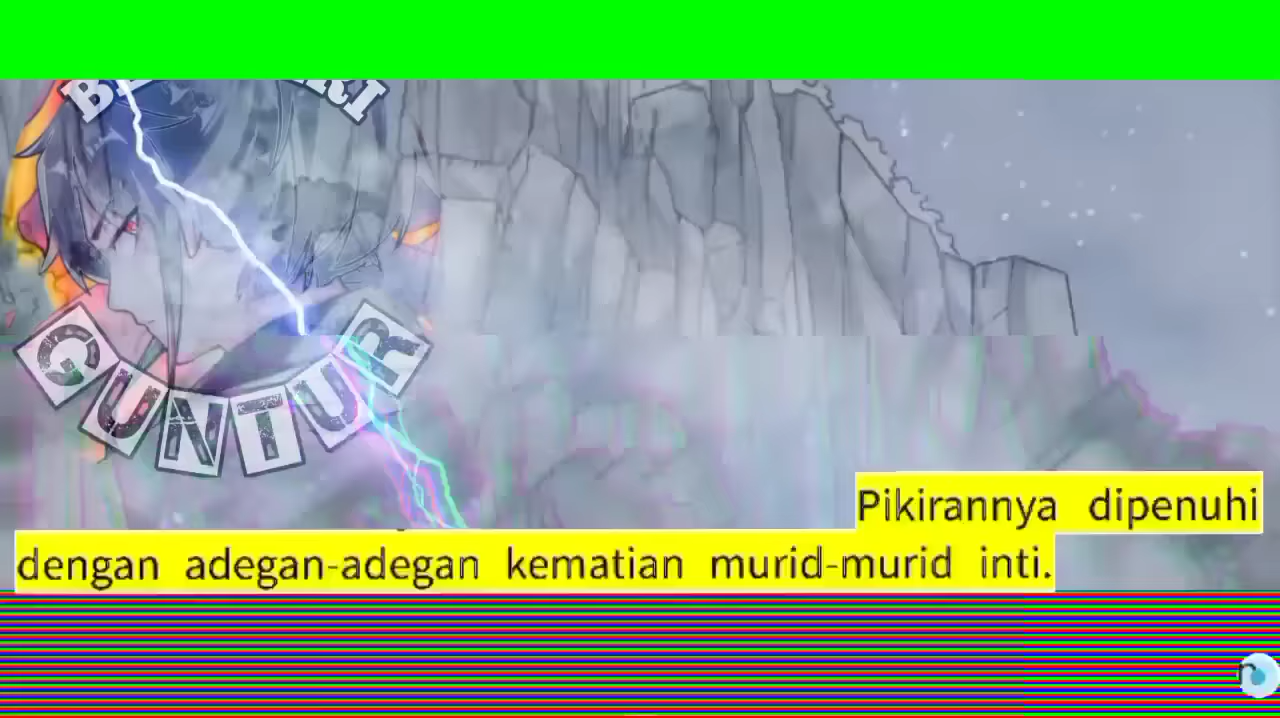 GUNTUR
Pikirannya dipenuhi
dengan adegan-adegan kematian murid-murid inti.